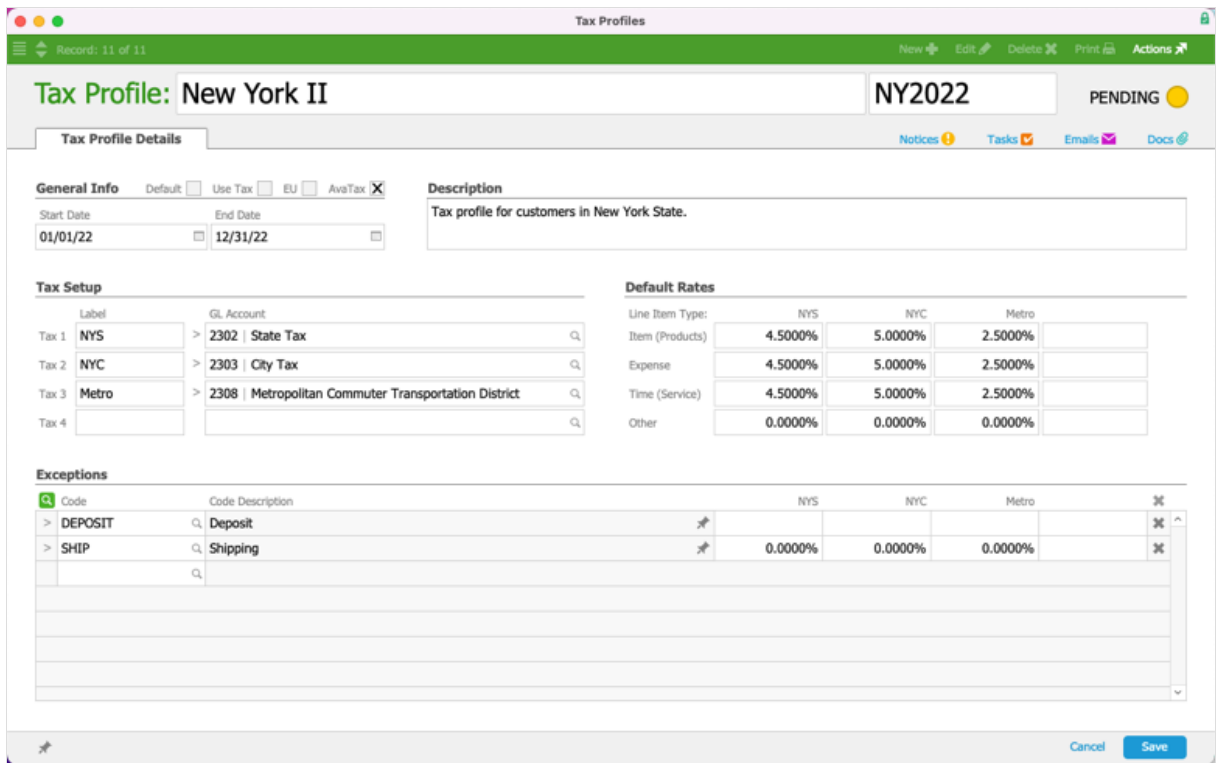 Tax Profiles
Record: 11 of 11 New Edit Delete Print Actions
Tax Profile: New York II NY2022 PENDING
Tax Profile Details Notices Tasks Emails Docs
General Info Default Use Tax EU AvaTax X Description
Start Date End Date Tax profile for customers in New York State.
01/01/22 12/31/22
Tax Setup Default Rates
Label GL Account Line Item Type: NYS NYC Metro
Tax 1 NYS > 2302 | State Tax Item (Products) 4.5000% 5.0000% 2.5000%
Tax 2 NYC > 2303 | City Tax Expense 4.5000% 5.0000% 2.5000%
Tax 3 Metro > 2308 | Metropolitan Commuter Transportation District Time (Service) 4.5000% 5.0000% 2.5000%
Tax 4 Other 0.0000% 0.0000% 0.0000%
Exceptions
Code Code Description NYS NYC Metro
> DEPOSIT Deposit
> SHIP Shipping 0.0000% 0.0000% 0.0000%
Cancel Save